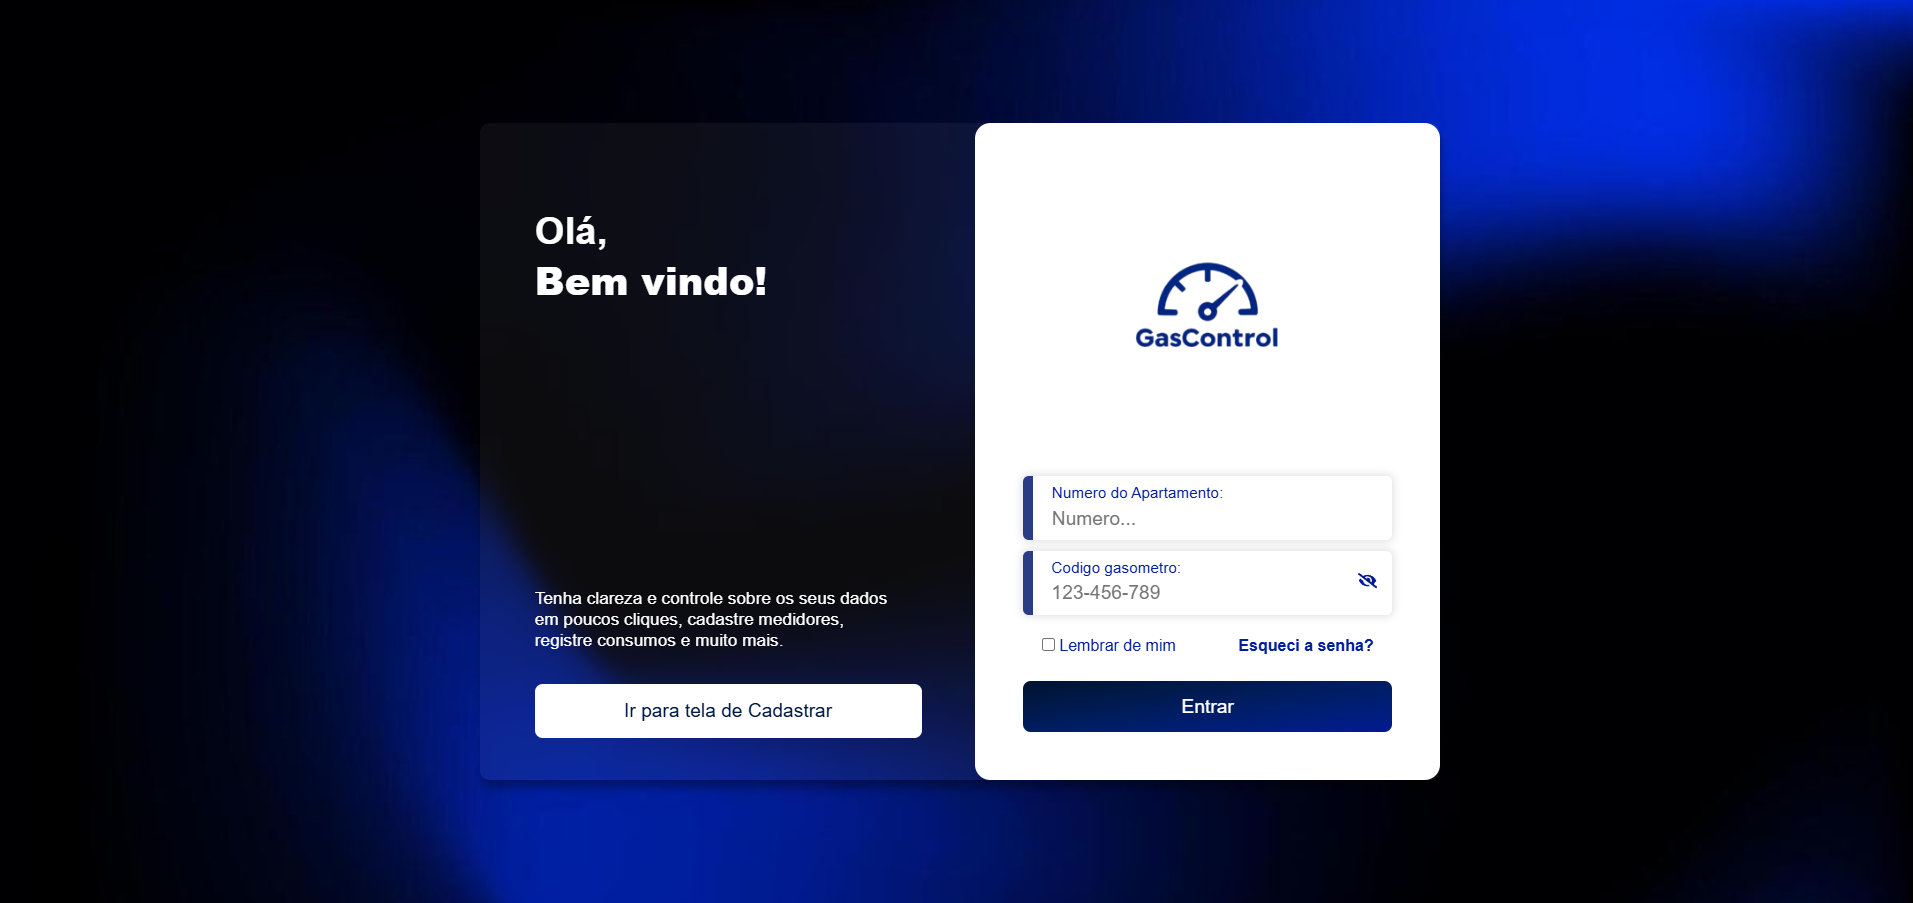 Olá,
Bem vindo!
Tenha clareza e controle sobre os seus dados
em poucos cliques, cadastre medidores,
registre consumos e muito mais.
Ir para tela de Cadastrar
GasControl
Numero do Apartamento:
Numero...
Codigo gasometro:
123-456-789
Lembrar de mim
Esqueci a senha?
Entrar